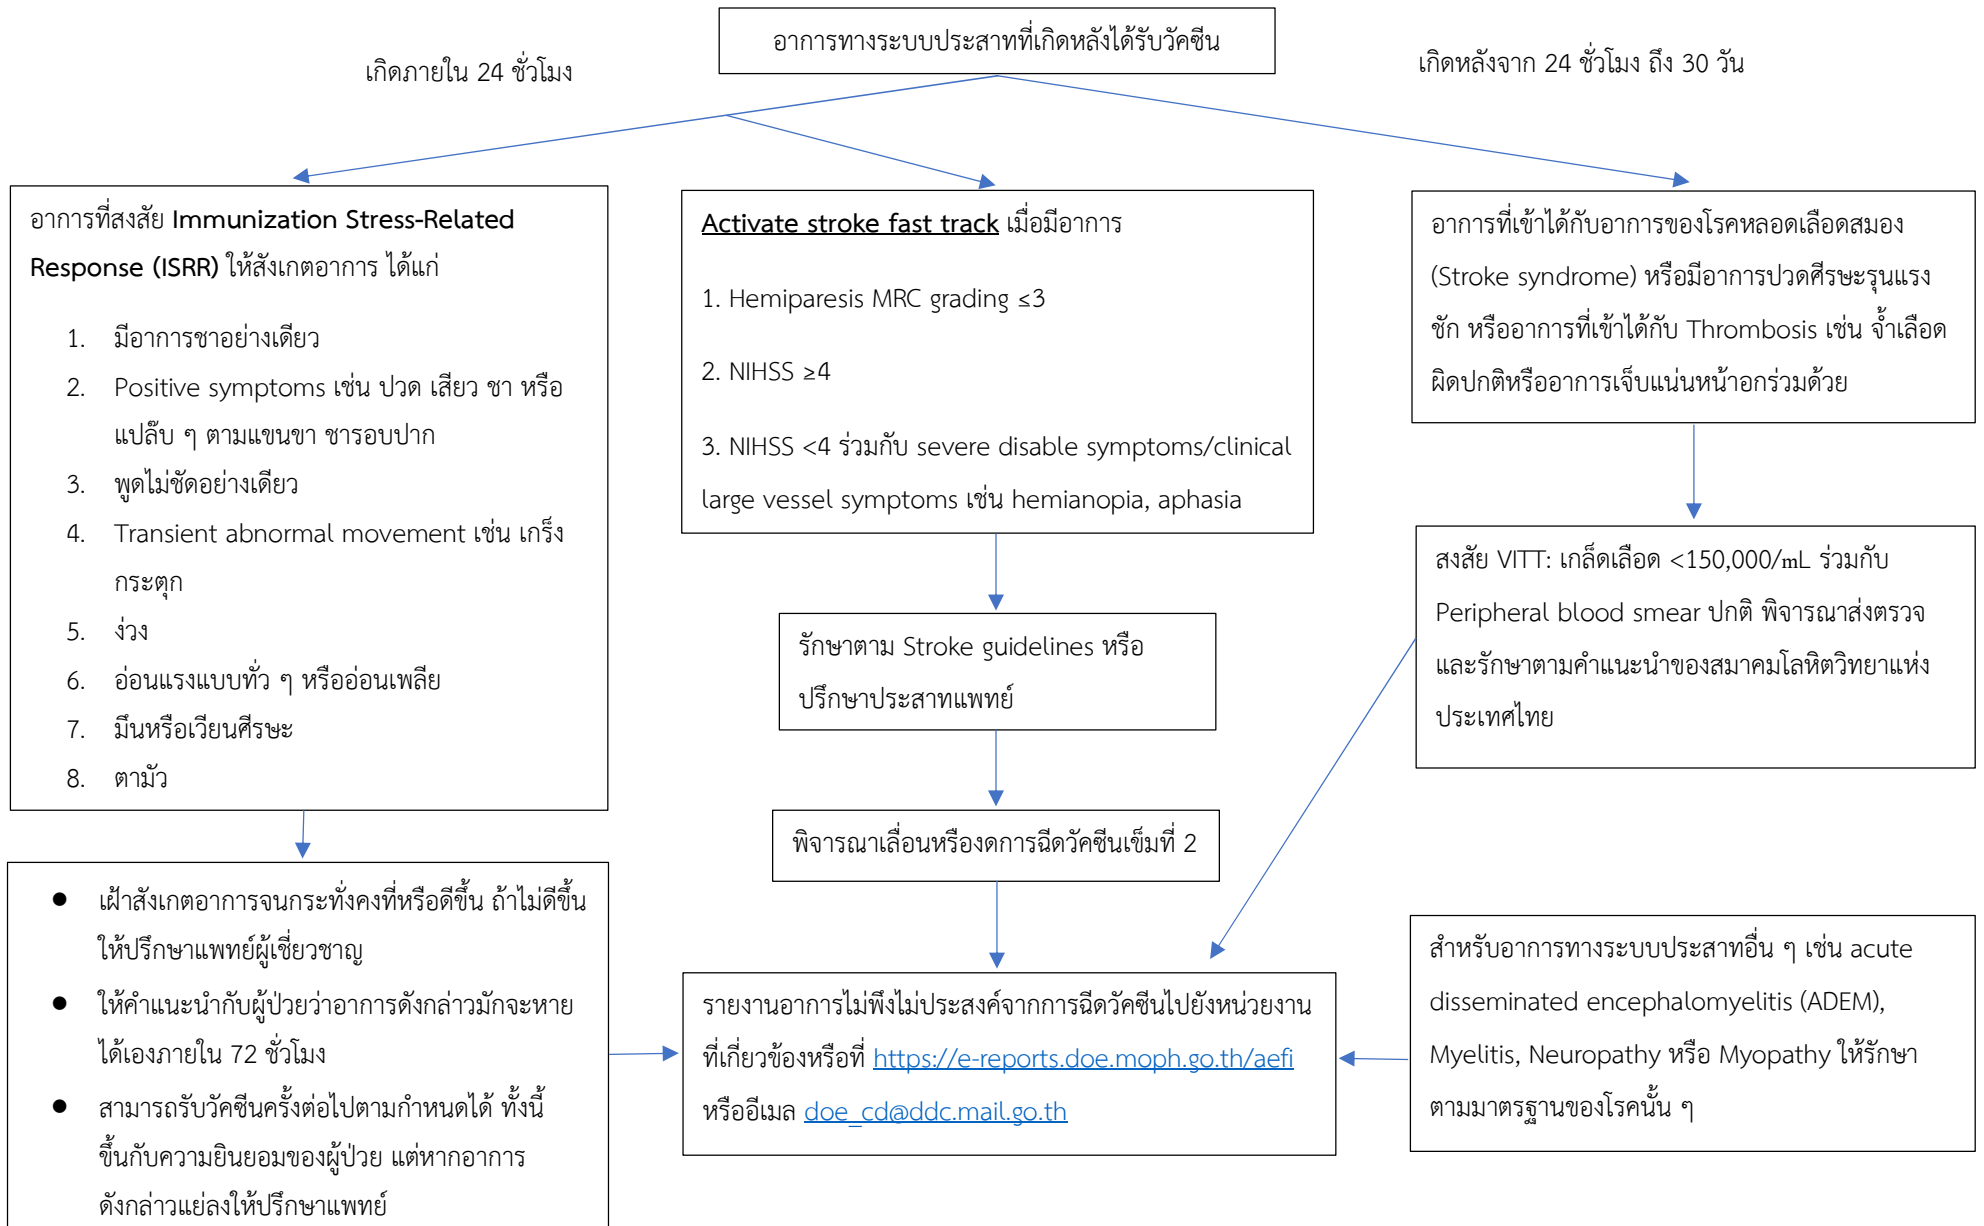 อาการทางระบบประสาทที่เกิดหลังได้รับวัคซีน
เกิดภายใน 24 ชั่วโมง
เกิดหลังจาก 24 ชั่วโมง ถึง 30 วัน
อาการที่สงสัย Immunization Stress-Related
Response (ISRR) ให้สังเกตอาการ ได้แก่
1. มีอาการชาอย่างเดียว
2. Positive symptoms เช่น ปวด เสียว ชา หรือ
แปล๊บ ๆ ตามแขนขา ชารอบปาก
3. พูดไม่ชัดอย่างเดียว
4. Transient abnormal movement เช่น เกร็ง
กระตุก
5. ง่วง
6. อ่อนแรงแบบทั่ว ๆ หรืออ่อนเพลีย
7. มึนหรือเวียนศีรษะ
8. ตามัว
Activate stroke fast track เมื่อมีอาการ
1. Hemiparesis MRC grading ≤3
2. NIHSS ≥4
3. NIHSS <4 ร่วมกับ severe disable symptoms/clinical
large vessel symptoms เช่น hemianopia, aphasia
อาการที่เข้าได้กับอาการของโรคหลอดเลือดสมอง
(Stroke syndrome) หรือมีอาการปวดศีรษะรุนแรง
ชัก หรืออาการที่เข้าได้กับ Thrombosis เช่น จ้ำเลือด
ผิดปกติหรืออาการเจ็บแน่นหน้าอกร่วมด้วย
รักษาตาม Stroke guidelines หรือ
ปรึกษาประสาทแพทย์
สงสัย VITT: เกล็ดเลือด <150,000/mL ร่วมกับ
Peripheral blood smear ปกติ พิจารณาส่งตรวจ
และรักษาตามคำแนะนำของสมาคมโลหิตวิทยาแห่ง
ประเทศไทย
พิจารณาเลื่อนหรืองดการฉีดวัคซีนเข็มที่ 2
● เฝ้าสังเกตอาการจนกระทั่งคงที่หรือดีขึ้น ถ้าไม่ดีขึ้น
ให้ปรึกษาแพทย์ผู้เชี่ยวชาญ
● ให้คำแนะนำกับผู้ป่วยว่าอาการดังกล่าวมักจะหาย
ได้เองภายใน 72 ชั่วโมง
● สามารถรับวัคซีนครั้งต่อไปตามกำหนดได้ ทั้งนี้
ขึ้นกับความยินยอมของผู้ป่วย แต่หากอาการ
ดังกล่าวแย่ลงให้ปรึกษาแพทย์
รายงานอาการไม่พึงไม่ประสงค์จากการฉีดวัคซีนไปยังหน่วยงาน
ที่เกี่ยวข้องหรือที่ https://e-reports.doe.moph.go.th/aefi
หรืออีเมล doe_cd@ddc.mail.go.th
สำหรับอาการทางระบบประสาทอื่น ๆ เช่น acute
disseminated encephalomyelitis (ADEM),
Myelitis, Neuropathy หรือ Myopathy ให้รักษา
ตามมาตรฐานของโรคนั้น ๆ